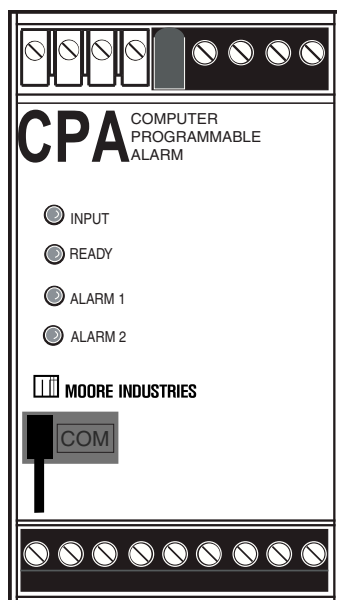 CPA
COMPUTER
PROGRAMMABLE
ALARM
INPUT
READY
ALARM 1
ALARM 2
MOORE INDUSTRIES
COM